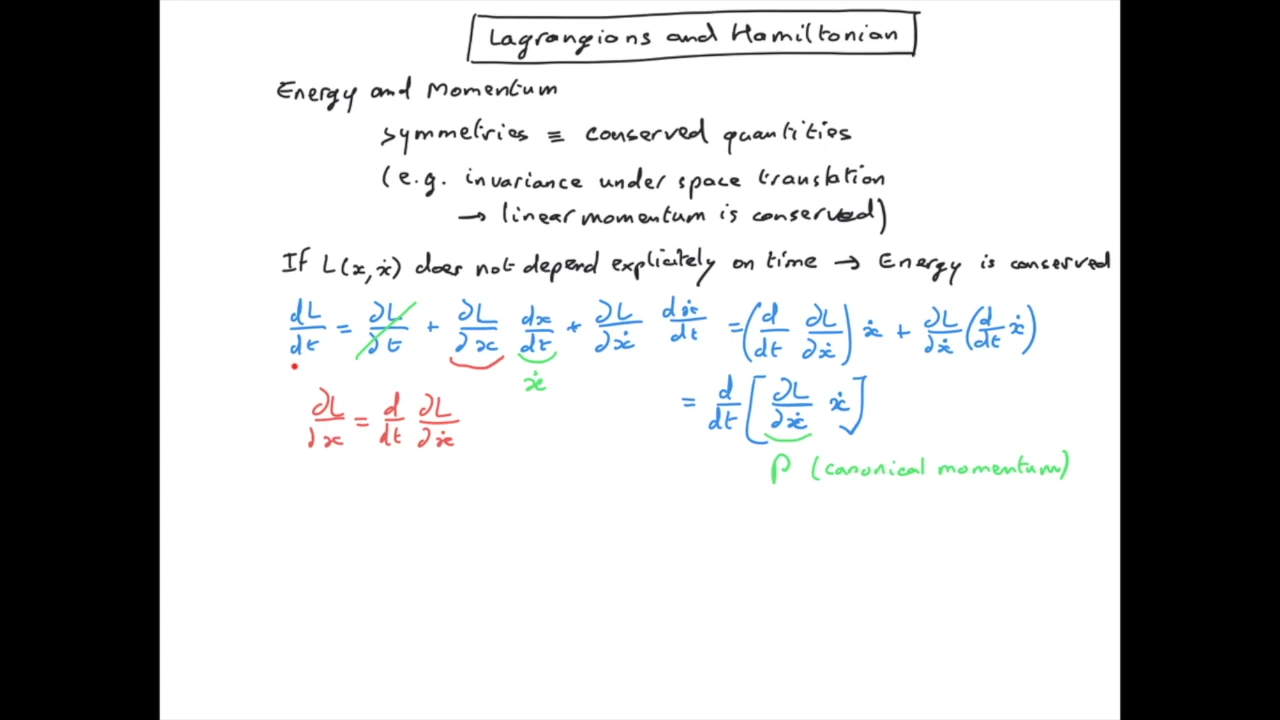 Lagrangians and Hamiltonian
Energy and Momentum
symmetries ≡ conserved quantities
(e.g. invariance under space translation
→ linear momentum is conserved)
If L(x, ẋ) does not depend explicitely on time → Energy is conserved
dL/dt = ∂L/∂t + ∂L/∂x dx/dt + ∂L/∂ẋ dẋ/dt = (d/dt ∂L/∂ẋ) ẋ + ∂L/∂ẋ (d/dt ẋ)
ẋ
∂L/∂x = d/dt ∂L/∂ẋ
= d/dt [∂L/∂ẋ ẋ]
P (canonical momentum)